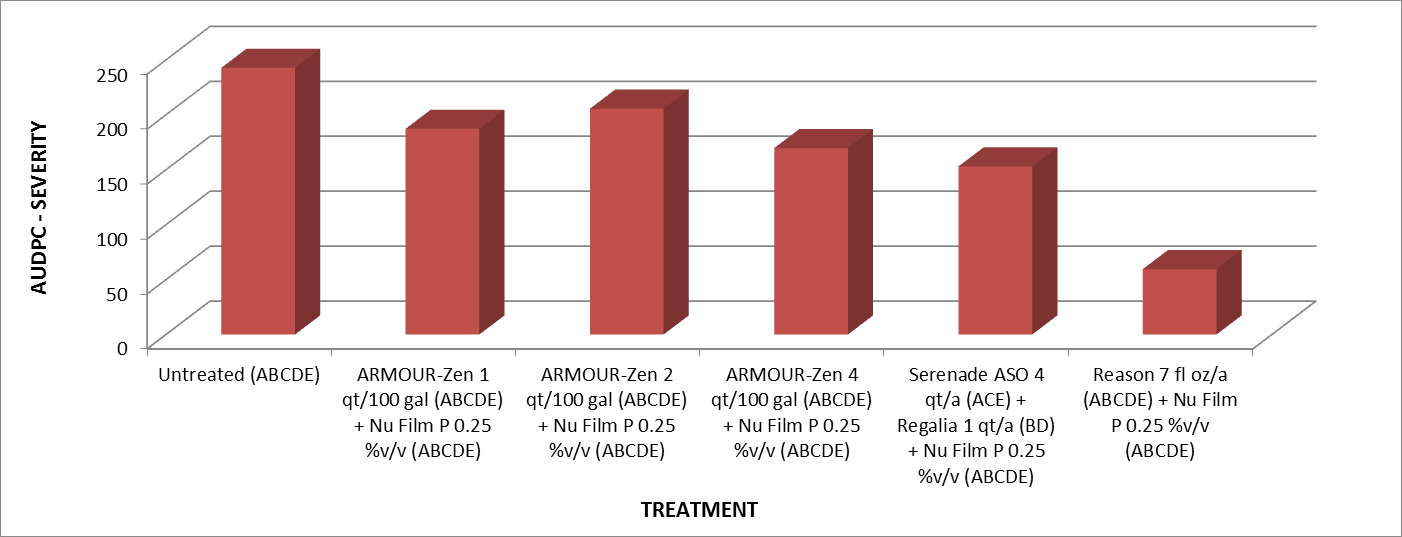 AUDPC - SEVERITY
250
200
150
100
50
0
Untreated (ABCDE)
ARMOUR-Zen 1
qt/100 gal (ABCDE)
+ Nu Film P 0.25
%v/v (ABCDE)
ARMOUR-Zen 2
qt/100 gal (ABCDE)
+ Nu Film P 0.25
%v/v (ABCDE)
ARMOUR-Zen 4
qt/100 gal (ABCDE)
+ Nu Film P 0.25
%v/v (ABCDE)
Serenade ASO 4
qt/a (ACE) +
Regalia 1 qt/a (BD)
+ Nu Film P 0.25
%v/v (ABCDE)
Reason 7 fl oz/a
(ABCDE) + Nu Film
P 0.25 %v/v
(ABCDE)
TREATMENT